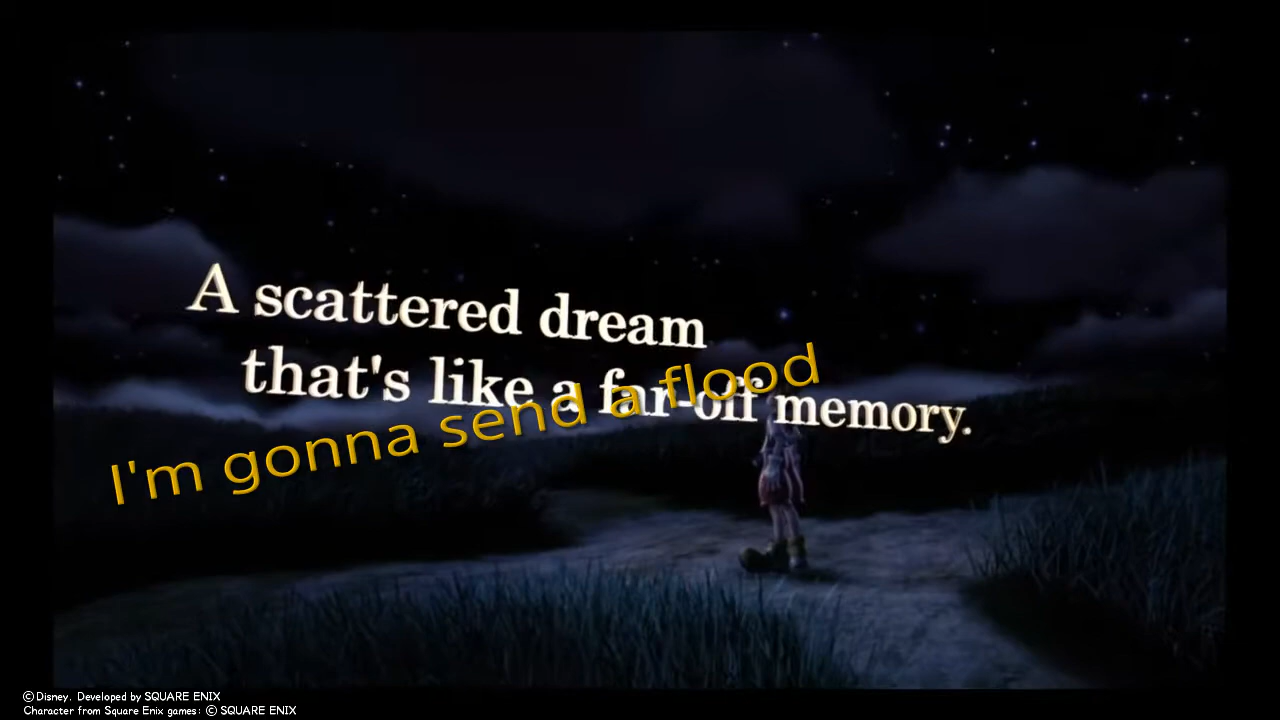 A scattered dream
that's like a far-off memory.
I'm gonna send a flood
©Disney. Developed by SQUARE ENIX
Character from Square Enix games: © SQUARE ENIX